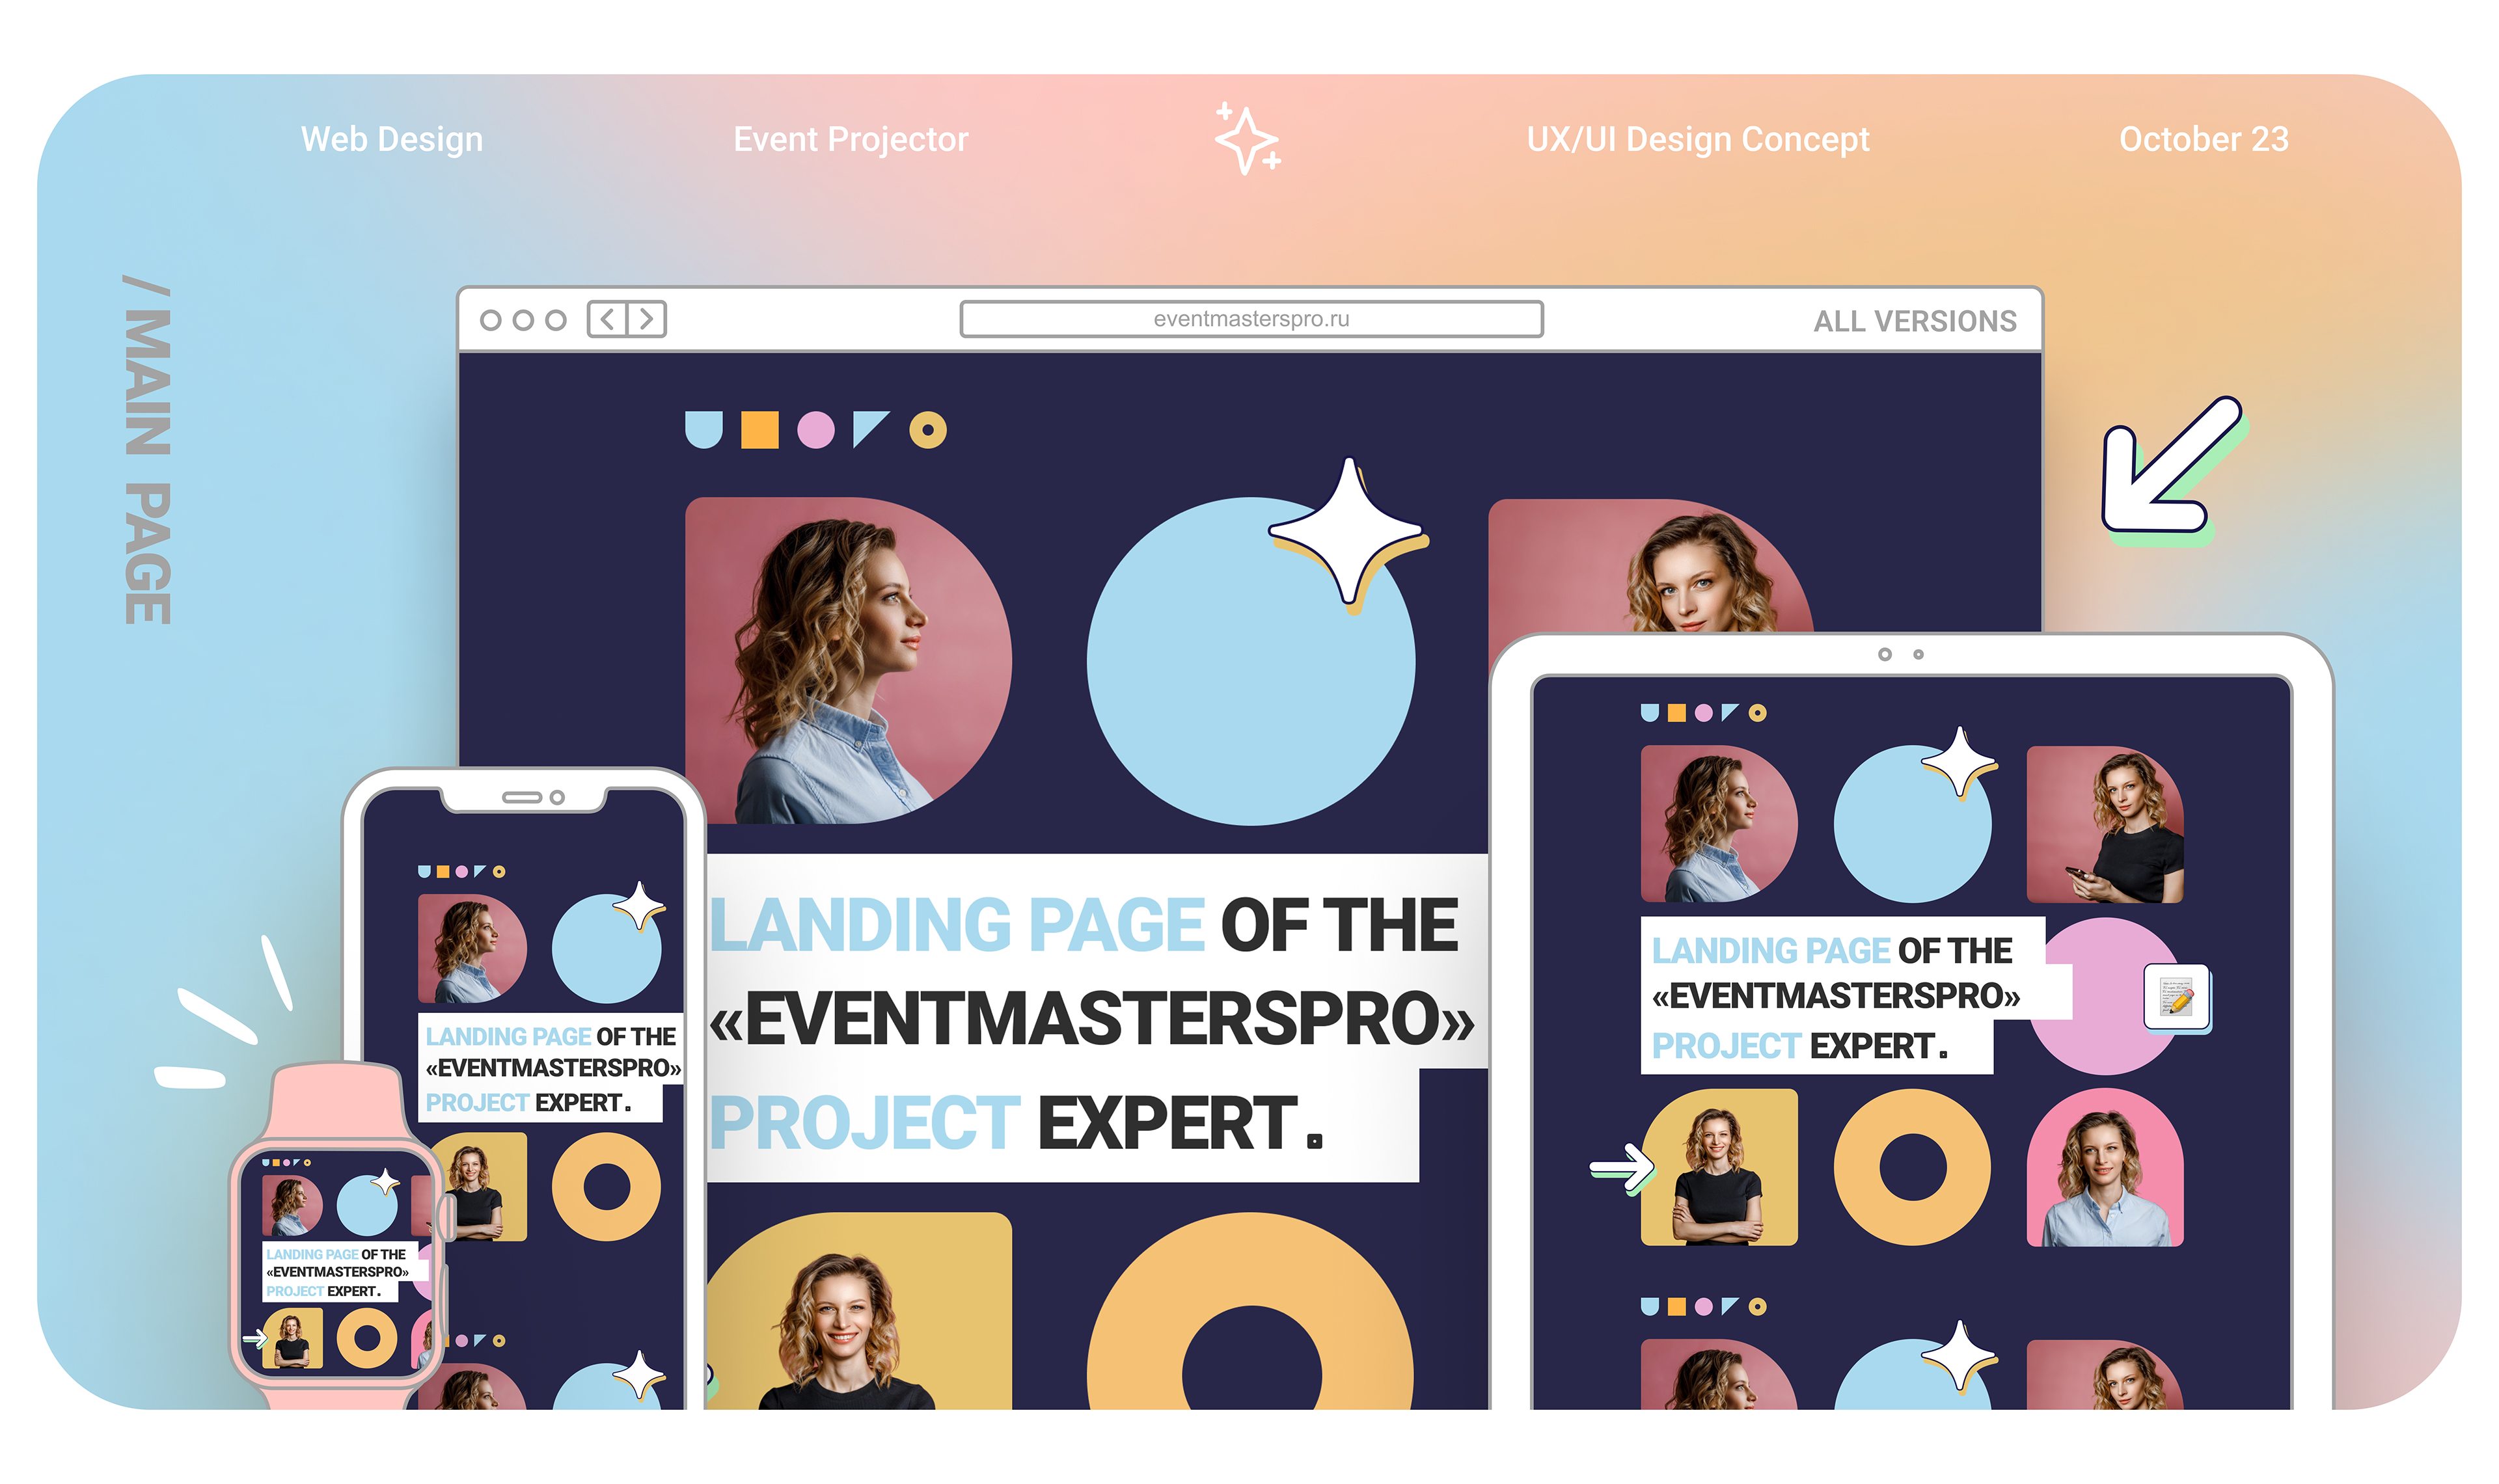 Web Design
Event Projector
UX/UI Design Concept
October 23
/ MAIN PAGE
eventmasterspro.ru
ALL VERSIONS
LANDING PAGE OF THE
«EVENTMASTERSPRO»
PROJECT EXPERT.
LANDING PAGE OF THE
«EVENTMASTERSPRO»
PROJECT EXPERT.
LANDING PAGE OF THE
«EVENTMASTERSPRO»
PROJECT EXPERT.
LANDING PAGE OF THE
«EVENTMASTERSPRO»
PROJECT EXPERT.